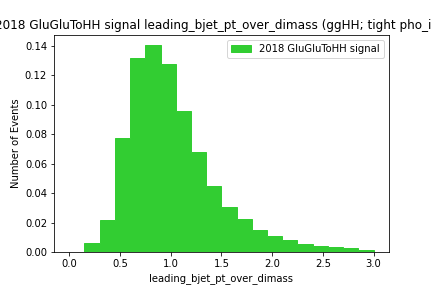 2018 GluGluToHH signal leading_bjet_pt_over_dimass (ggHH; tight pho_i
2018 GluGluToHH signal
Number of Events
0.14
0.12
0.10
0.08
0.06
0.04
0.02
0.00
0.0 0.5 1.0 1.5 2.0 2.5 3.0
leading_bjet_pt_over_dimass